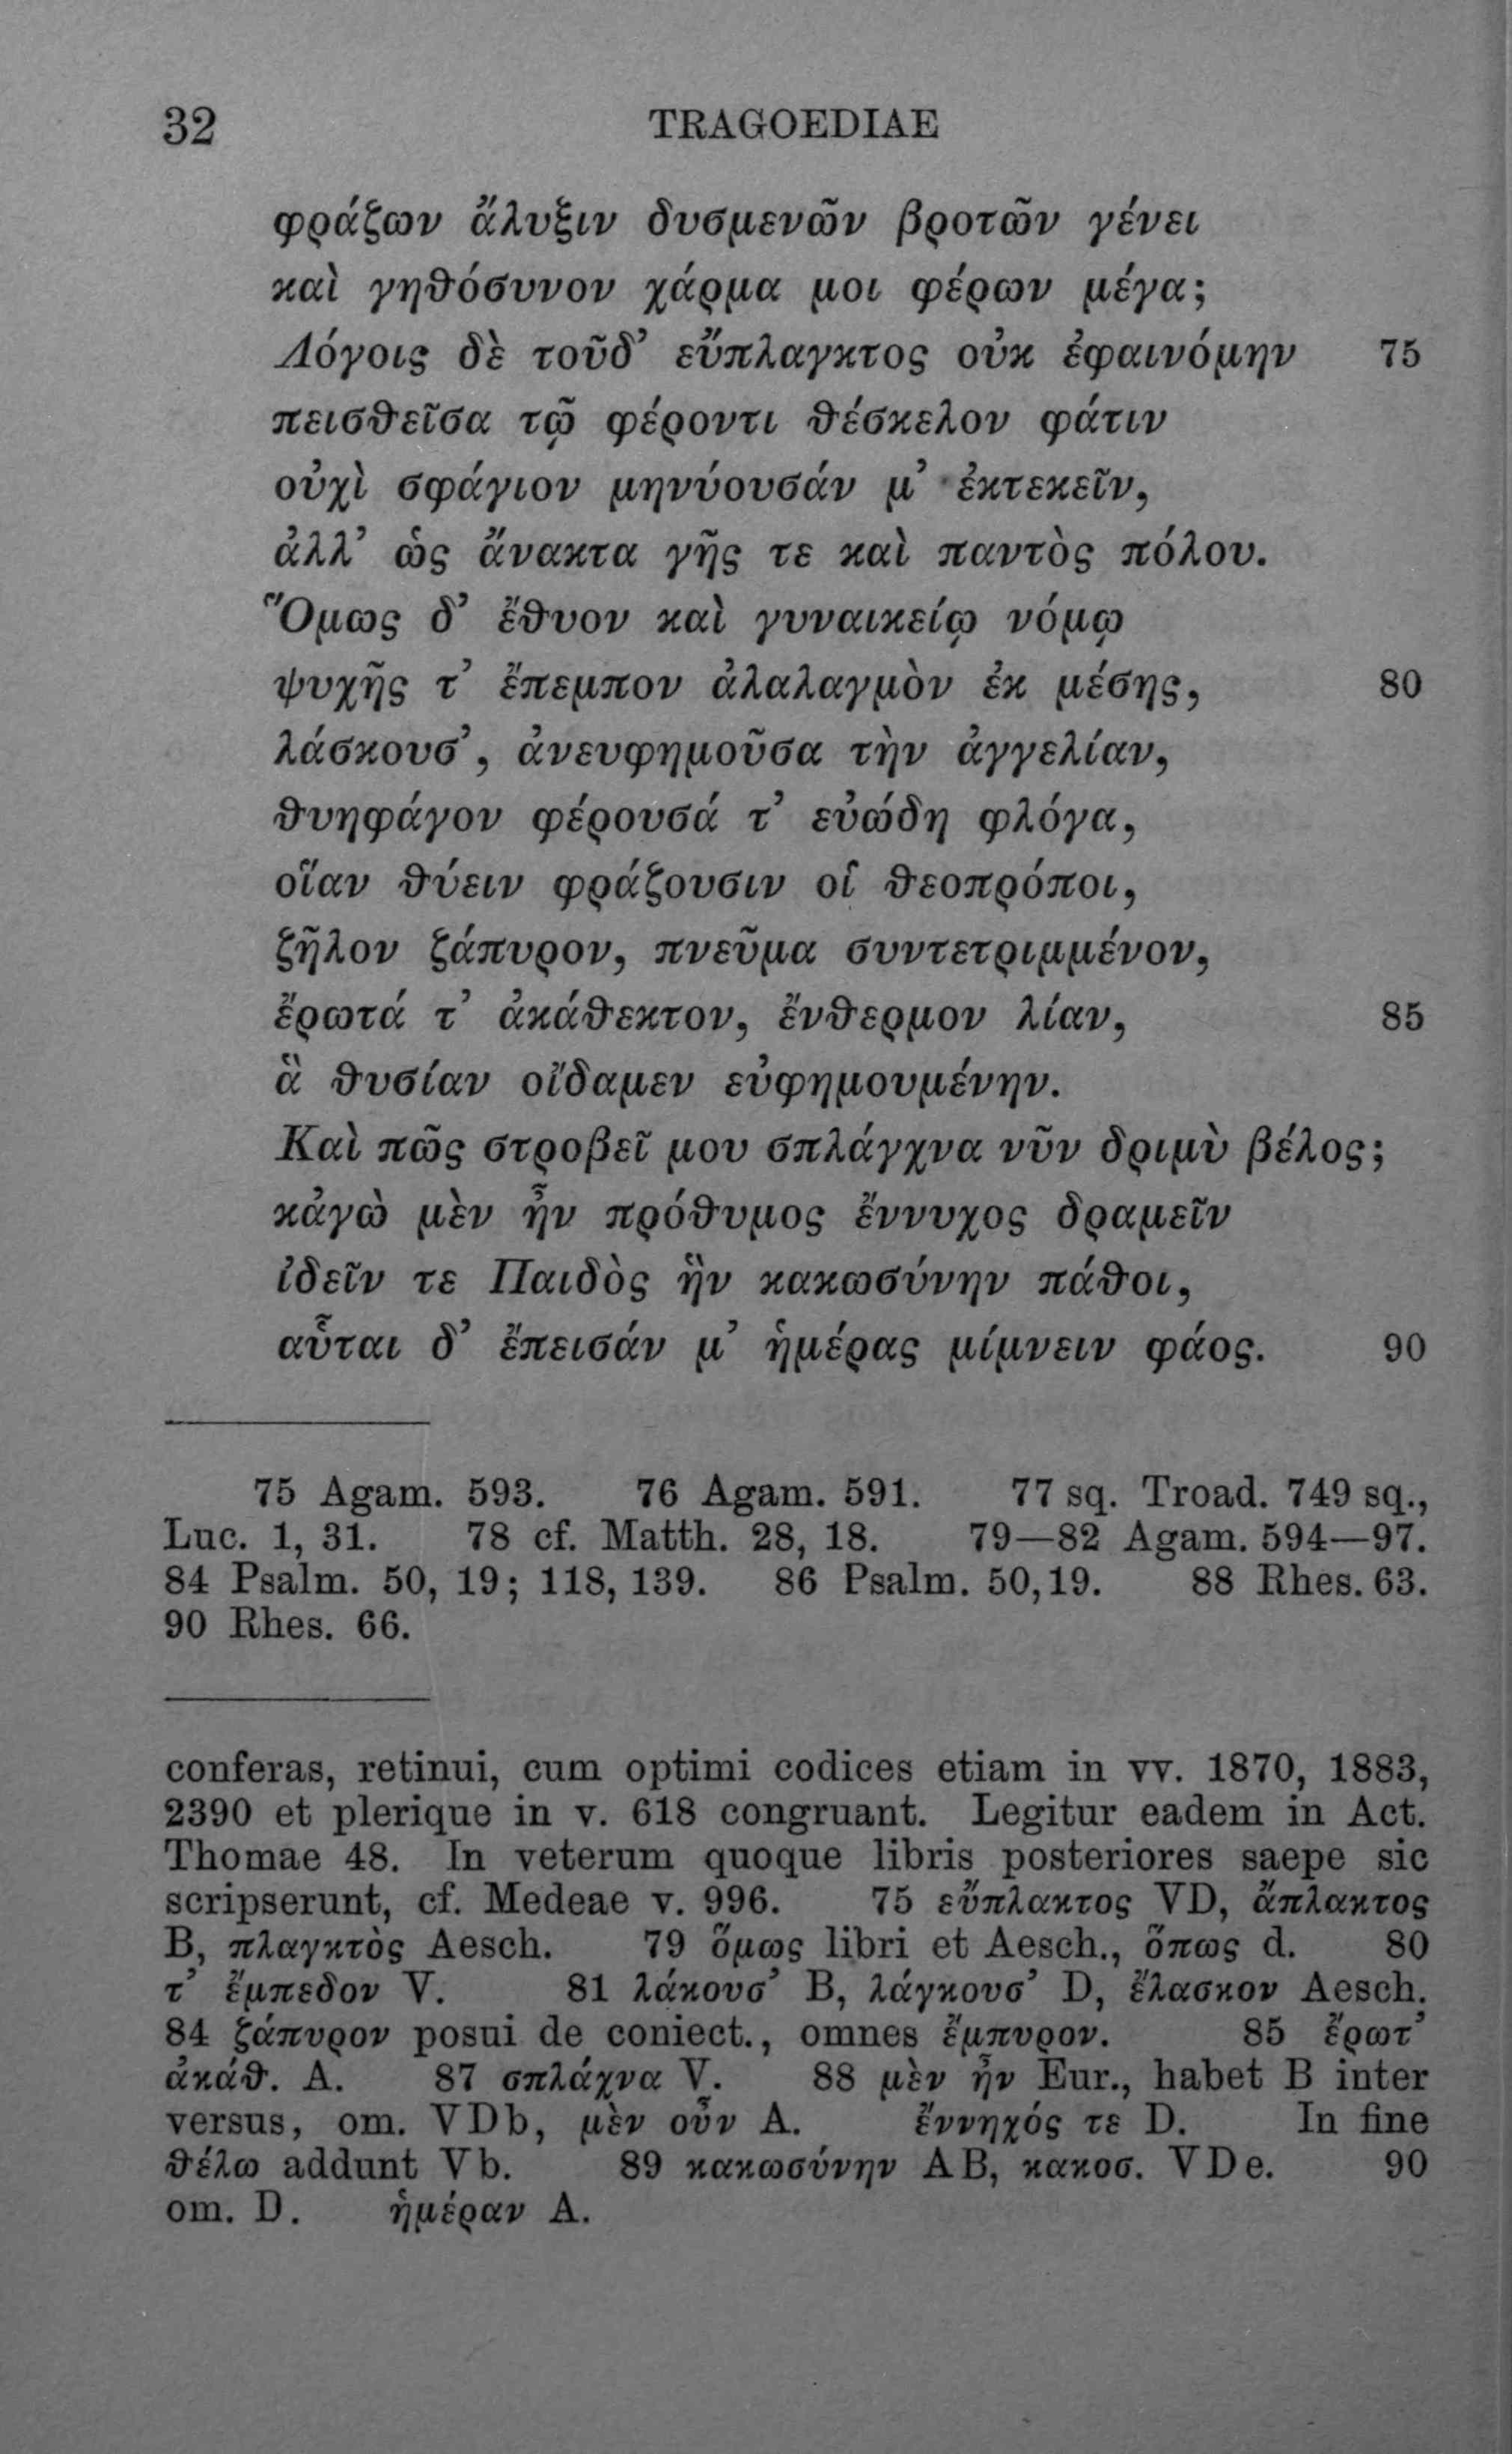 32 TRAGOEDIAE
φράζων ἄλυξιν δυσμενῶν βροτῶν γένει
καὶ γηθόσυνον χάρμα μοι φέρων μέγα;
Λόγοις δὲ τοῦδ’ εὔπλαγκτος οὐκ ἐφαινόμην 75
πεισθεῖσα τῷ φέροντι θέσκελον φάτιν
οὐχὶ σφάγιον μηνύουσάν μ’ ἐκτεκεῖν,
ἀλλ’ ὡς ἄνακτα γῆς τε καὶ παντὸς πόλου.
Ὅμως δ’ ἔθυον καὶ γυναικείῳ νόμῳ
ψυχῆς τ’ ἔπεμπον ἀλαλαγμὸν ἐκ μέσης, 80
λάσκουσ’, ἀνευφημοῦσα τὴν ἀγγελίαν,
θυηφάγον φέρουσά τ’ εὐώδη φλόγα,
οἵαν θύειν φράζουσιν οἱ θεοπρόποι,
ζῆλον ζάπυρον, πνεῦμα συντετριμμένον,
ἔρωτά τ’ ἀκάθεκτον, ἔνθερμον λίαν, 85
ἃ θυσίαν οἴδαμεν εὐφημουμένην.
Καὶ πῶς στροβεῖ μου σπλάγχνα νῦν δριμὺ βέλος;
κἀγὼ μὲν ἦν πρόθυμος ἔννυχος δραμεῖν
ἰδεῖν τε Παιδὸς ἣν κακωσύνην πάθοι,
αὗται δ’ ἔπεισάν μ’ ἡμέρας μίμνειν φάος. 90
75 Agam. 593. 76 Agam. 591. 77 sq. Troad. 749 sq.,
Luc. 1, 31. 78 cf. Matth. 28, 18. 79—82 Agam. 594—97.
84 Psalm. 50, 19; 118, 139. 86 Psalm. 50,19. 88 Rhes. 63.
90 Rhes. 66.
conferas, retinui, cum optimi codices etiam in vv. 1870, 1883,
2390 et plerique in v. 618 congruant. Legitur eadem in Act.
Thomae 48. In veterum quoque libris posteriores saepe sic
scripserunt, cf. Medeae v. 996. 75 εὔπλακτος VD, ἄπλακτος
B, πλαγκτὸς Aesch. 79 ὅμως libri et Aesch., ὅπως d. 80
τ’ ἔμπεδον V. 81 λάκουσ’ B, λάγκουσ’ D, ἔλασκον Aesch.
84 ζάπυρον posui de coniect., omnes ἔμπυρον. 85 ἔρωτ’
ἀκάθ. A. 87 σπλάχνα V. 88 μὲν ἦν Eur., habet B inter
versus, om. VDb, μὲν οὖν A. ἔννηχός τε D. In fine
θέλω addunt Vb. 89 κακωσύνην AB, κακοσ. VDe. 90
om. D. ἡμέραν A.